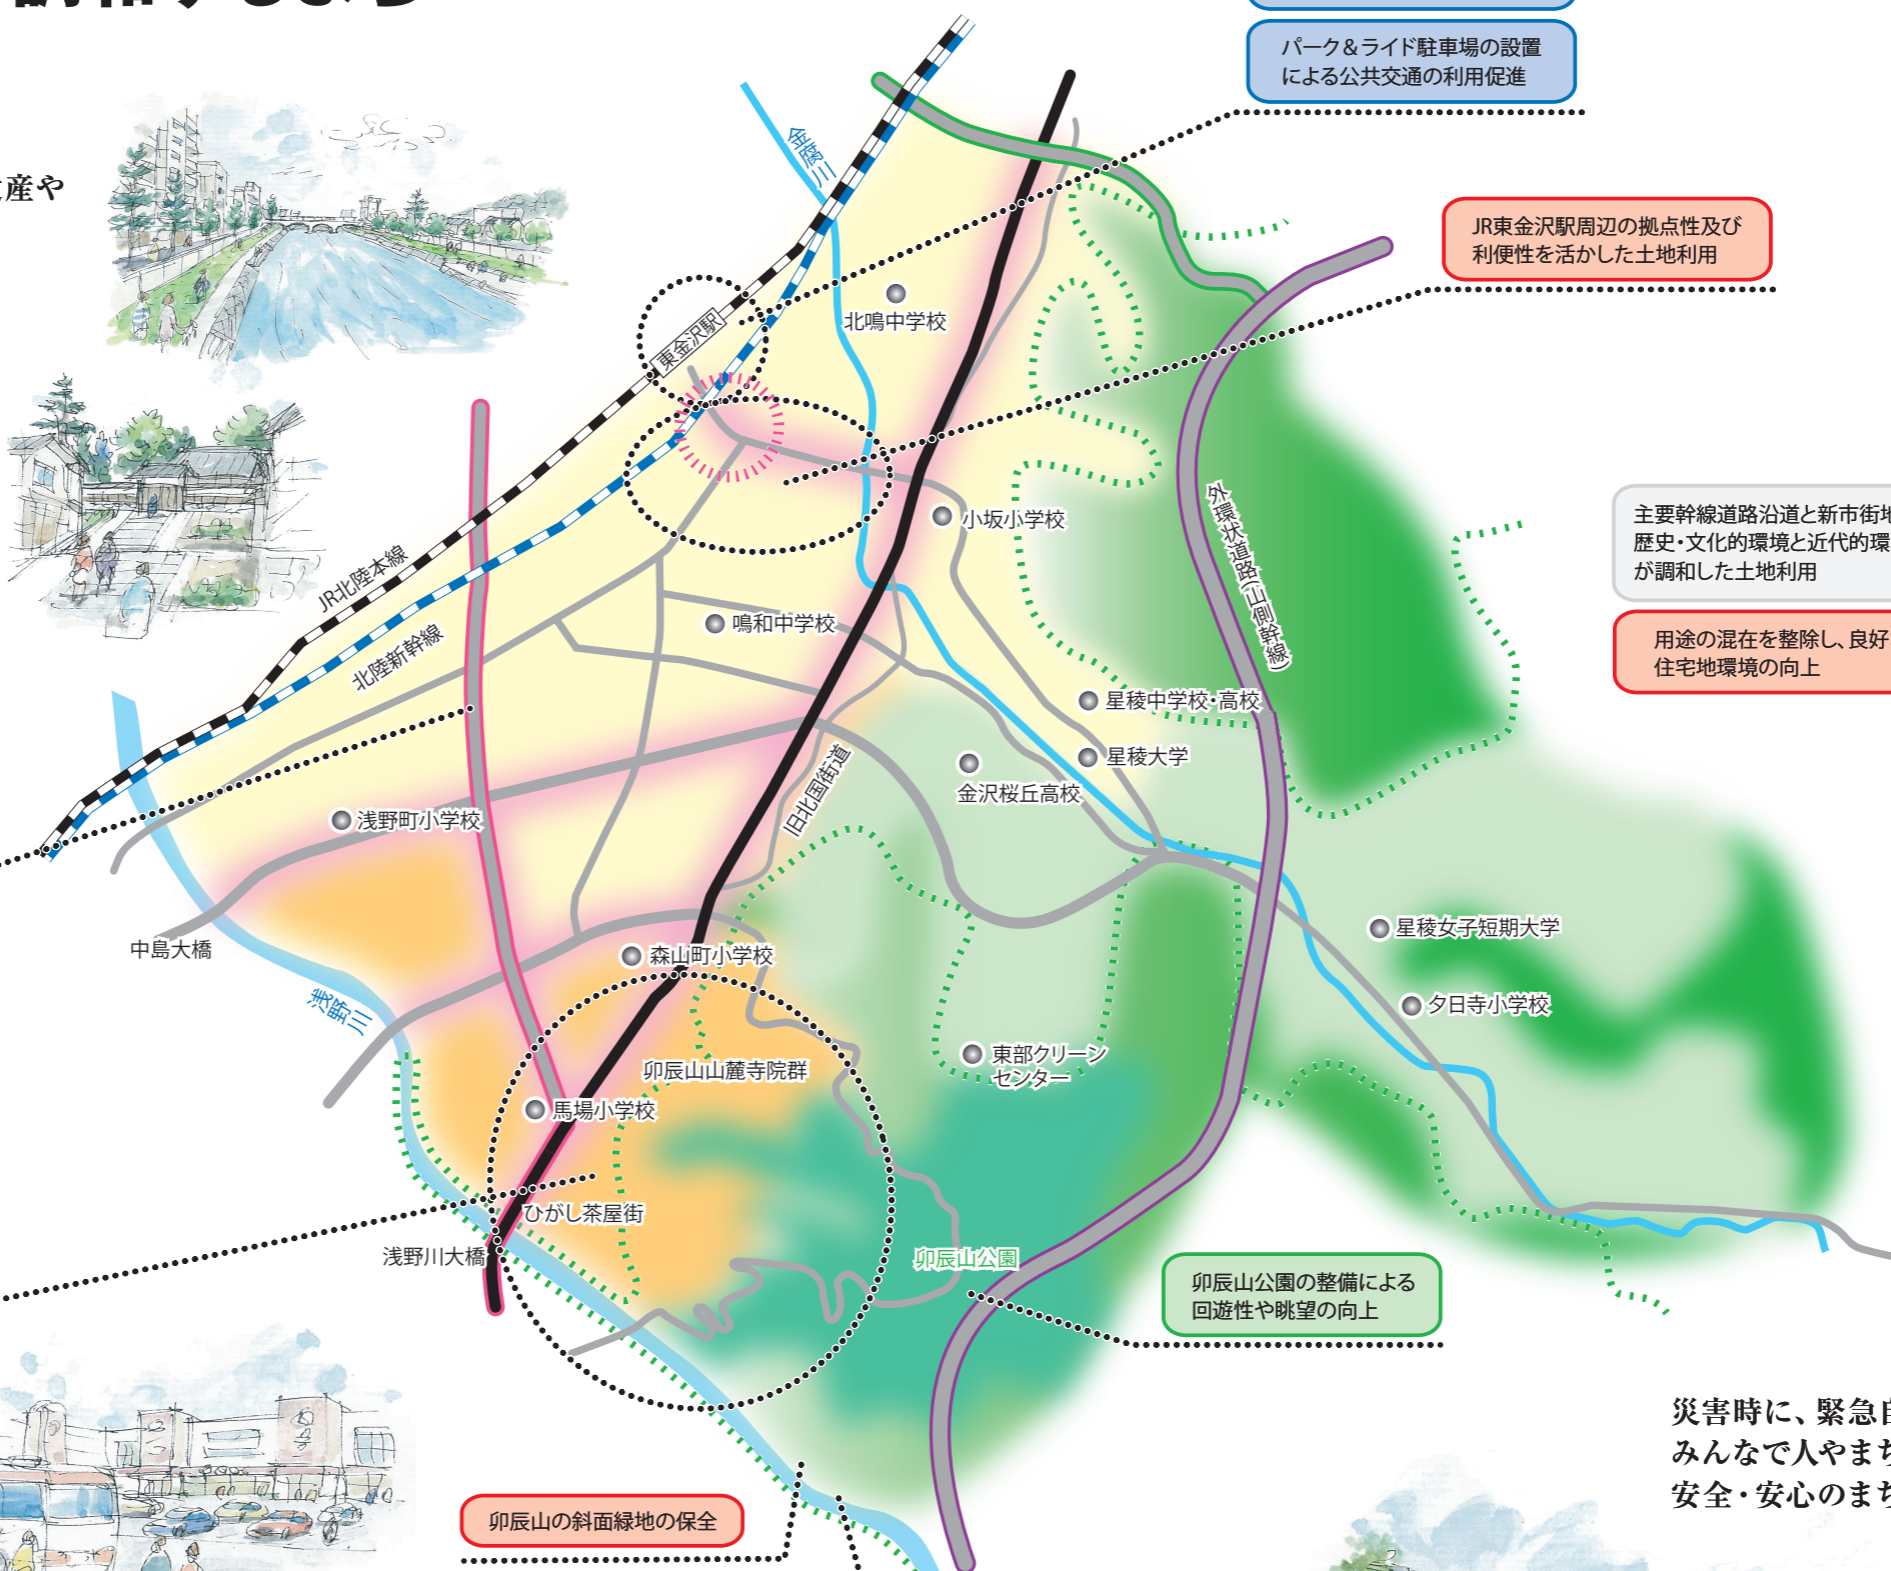 パーク＆ライド駐車場の設置
による公共交通の利用促進
産や
金腐川
JR東金沢駅周辺の拠点性及び
利便性を活かした土地利用
北鳴中学校
東金沢駅
主要幹線道路沿道と新市街地
歴史・文化的環境と近代的環
が調和した土地利用
小坂小学校
外環状道路（山側幹線）
JR北陸本線
鳴和中学校
用途の混在を整除し、良好
住宅地環境の向上
北陸新幹線
星稜中学校・高校
星稜大学
旧北国街道
金沢桜丘高校
浅野町小学校
中島大橋
星稜女子短期大学
森山町小学校
浅野川
夕日寺小学校
東部クリーン
センター
卯辰山山麓寺院群
馬場小学校
ひがし茶屋街
浅野川大橋
卯辰山公園
卯辰山公園の整備による
回遊性や眺望の向上
災害時に、緊急自
みんなで人やまち
安全・安心のまち
卯辰山の斜面緑地の保全